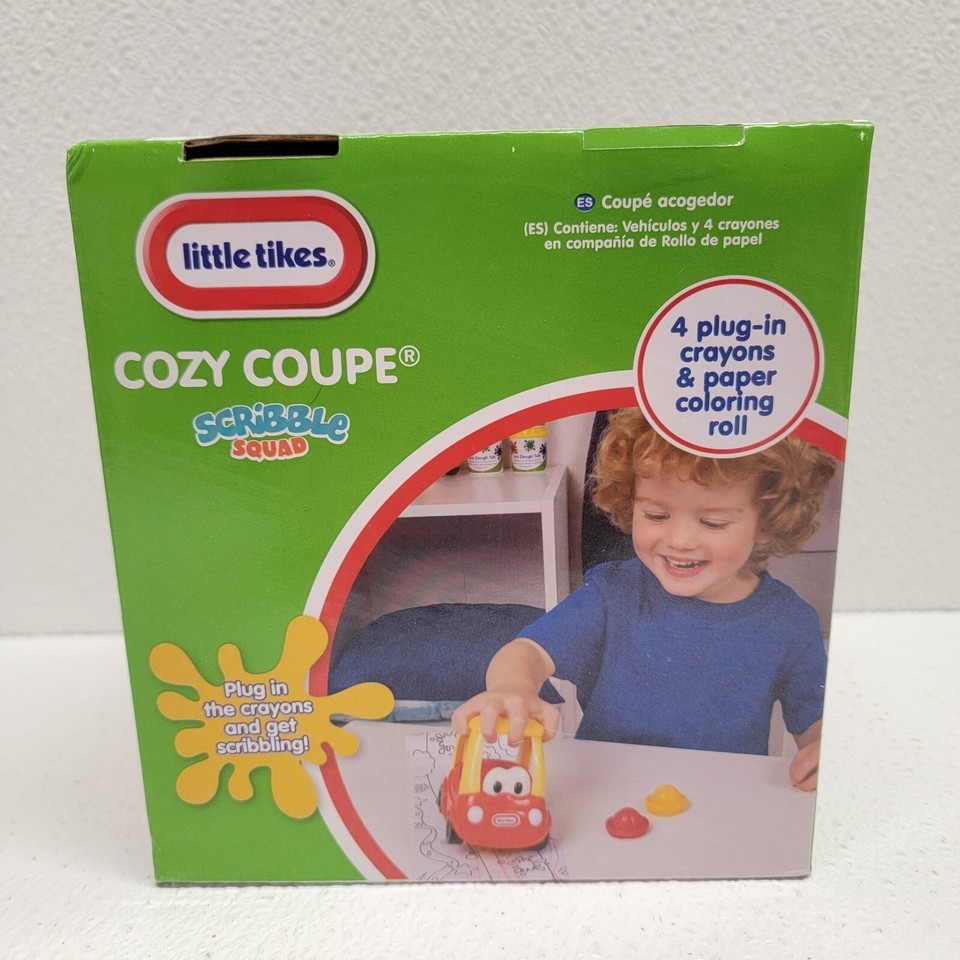 little tikes®
COZY COUPE®
SCRIBBLE
SQUAD
ES Coupé acogedor
(ES) Contiene: Vehículos y 4 crayones
en compañía de Rollo de papel
4 plug-in
crayons
& paper
coloring
roll
Plug in
the crayons
and get
scribbling!